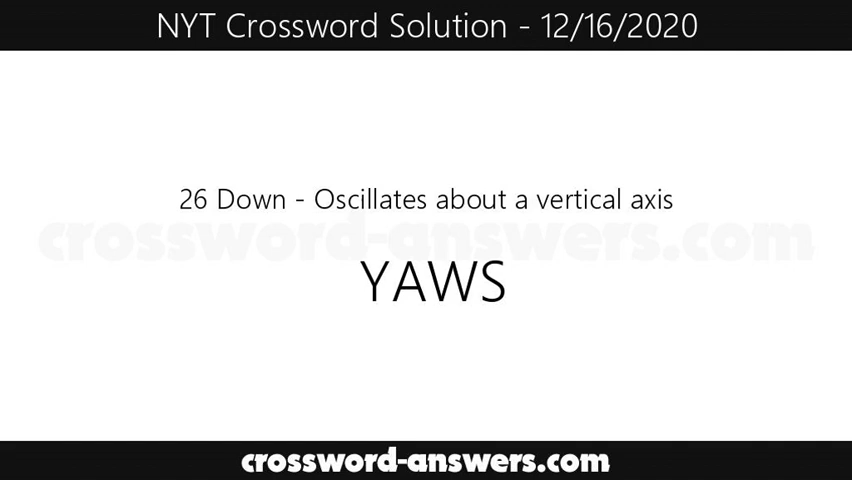 NYT Crossword Solution - 12/16/2020
26 Down - Oscillates about a vertical axis
crossword-answers.com
YAWS
crossword-answers.com